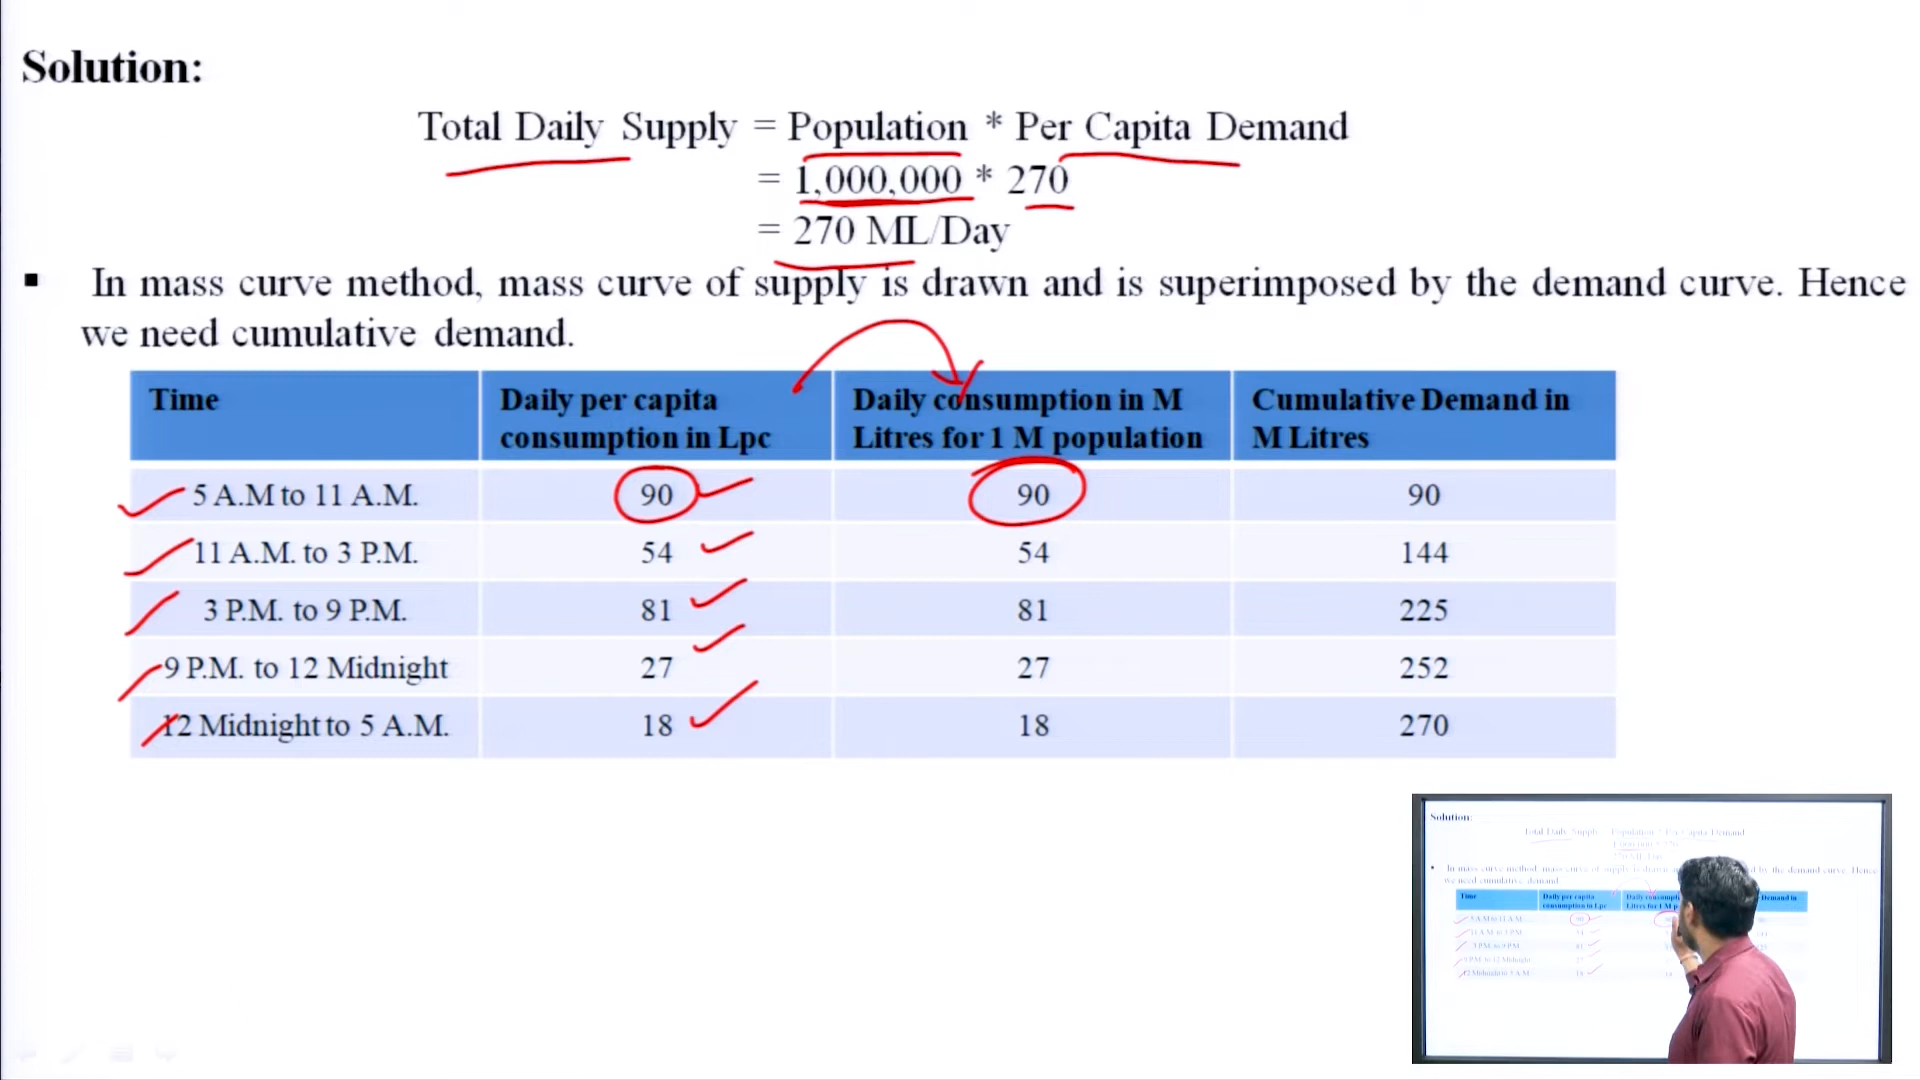 Solution:
Total Daily Supply = Population * Per Capita Demand
= 1,000,000 * 270
= 270 ML/Day
▪ In mass curve method, mass curve of supply is drawn and is superimposed by the demand curve. Hence
we need cumulative demand.
Time Daily per capita consumption in Lpc Daily consumption in M Litres for 1 M population Cumulative Demand in M Litres
5 A.M to 11 A.M. 90 90 90
11 A.M. to 3 P.M. 54 54 144
3 P.M. to 9 P.M. 81 81 225
9 P.M. to 12 Midnight 27 27 252
12 Midnight to 5 A.M. 18 18 270
Solution: